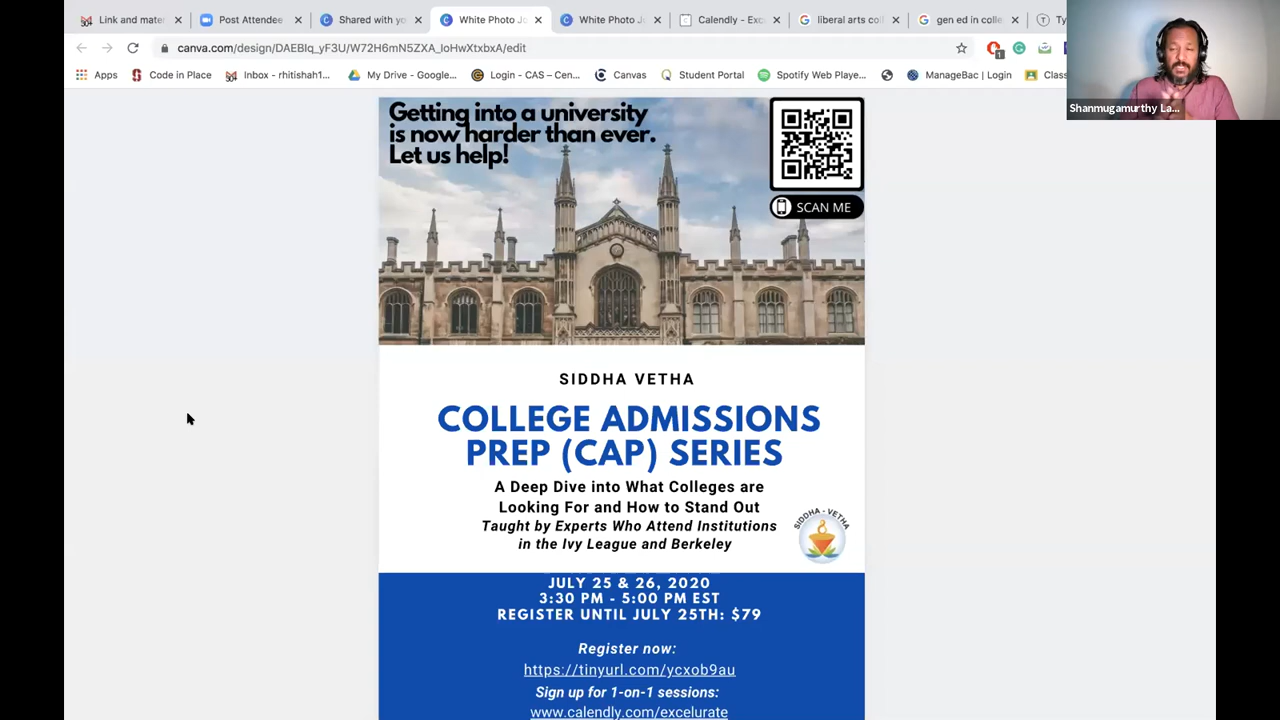 Link and mater
Post Attendee
Shared with yo
White Photo Jo
White Photo Ju
Calendly - Exc
liberal arts coll
gen ed in colle
Ty
canva.com/design/DAEBlq_yF3U/W72H6mN5ZXA_loHwXtxbxA/edit
1
Apps
Code in Place
Inbox - rhitishah1...
My Drive - Google...
Login - CAS – Cen...
Canvas
Student Portal
Spotify Web Playe...
ManageBac | Login
Class
Shanmugamurthy La...
Getting into a university
is now harder than ever.
Let us help!
SCAN ME
SIDDHA VETHA
COLLEGE ADMISSIONS
PREP (CAP) SERIES
A Deep Dive into What Colleges are
Looking For and How to Stand Out
Taught by Experts Who Attend Institutions
in the Ivy League and Berkeley
SIDDHA - VETHA
JULY 25 & 26, 2020
3:30 PM - 5:00 PM EST
REGISTER UNTIL JULY 25TH: $79
Register now:
https://tinyurl.com/ycxob9au
Sign up for 1-on-1 sessions:
www.calendly.com/excelurate